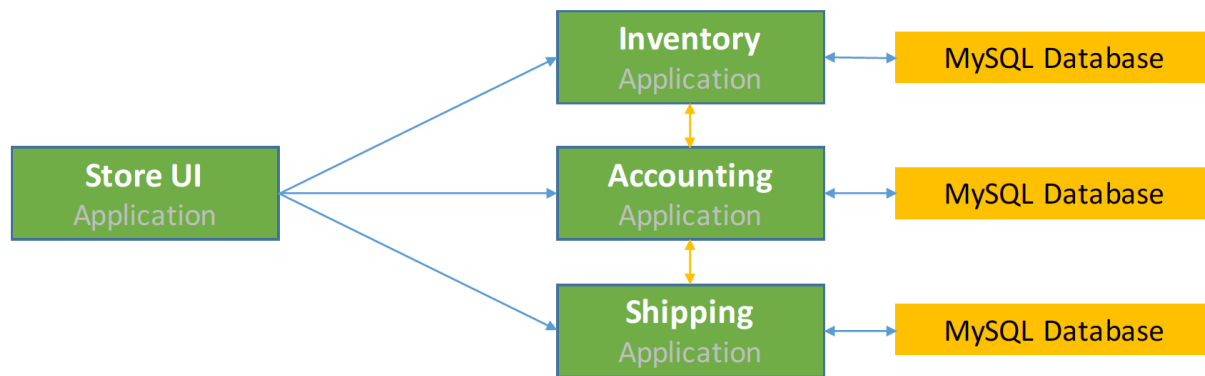 Inventory
Application
MySQL Database
Store UI
Application
Accounting
Application
MySQL Database
Shipping
Application
MySQL Database